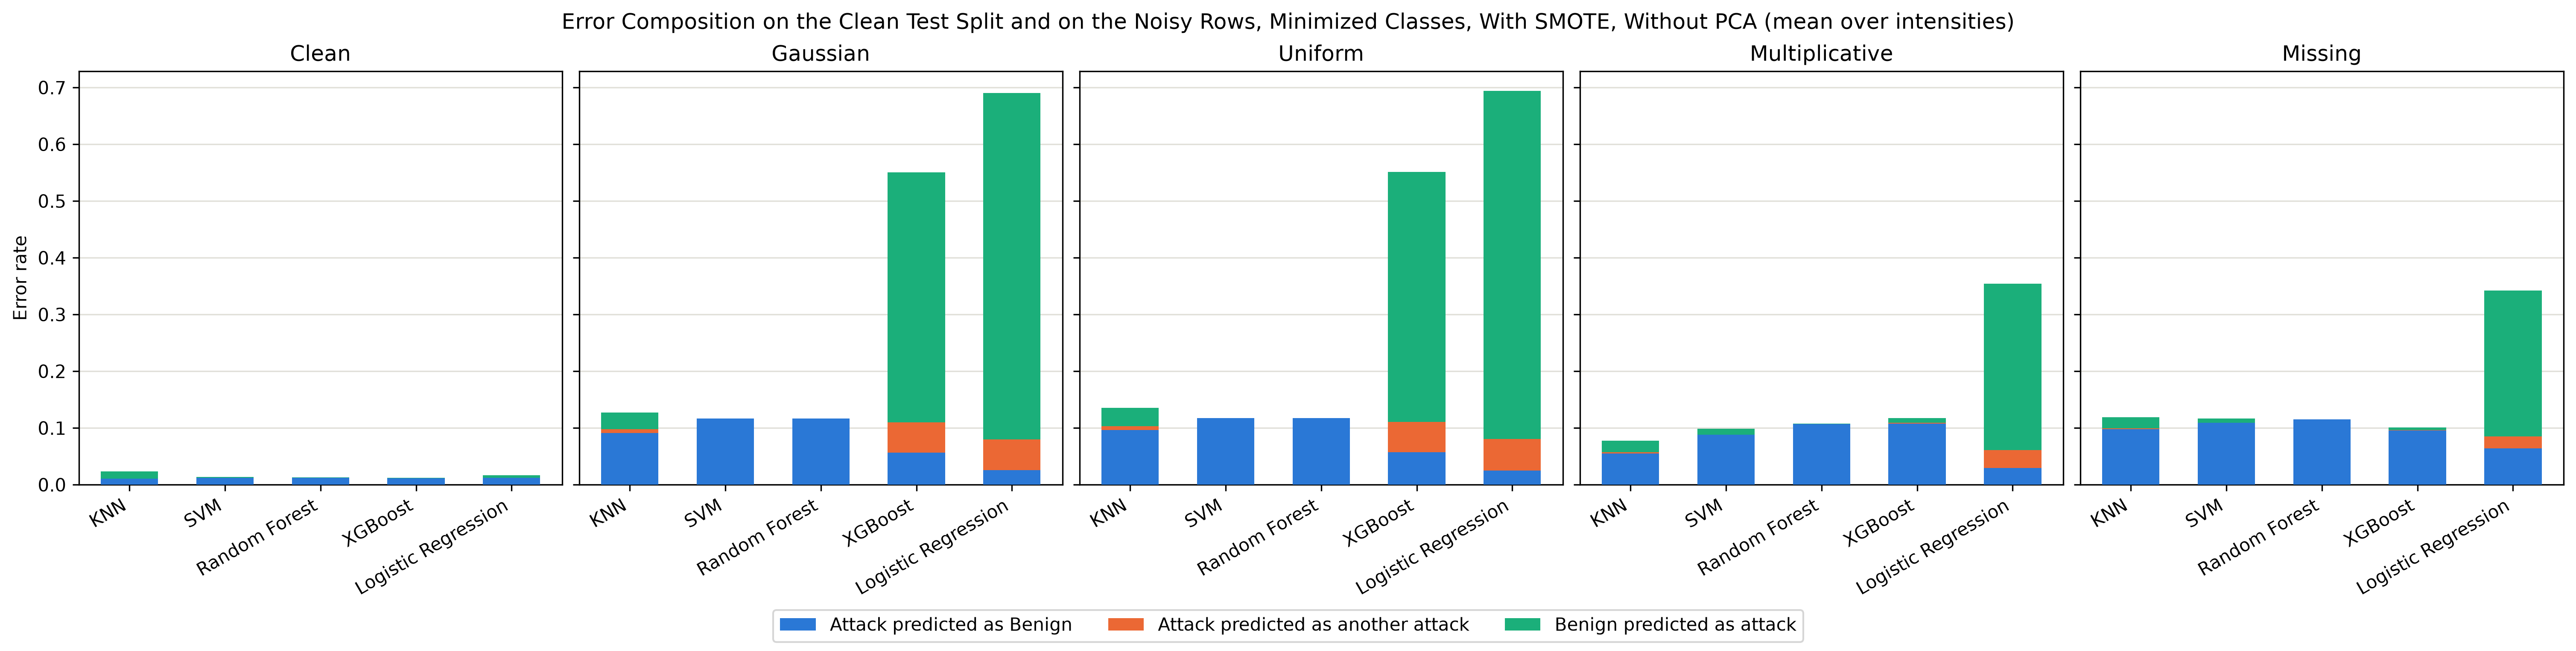 Error Composition on the Clean Test Split and on the Noisy Rows, Minimized Classes, With SMOTE, Without PCA (mean over intensities)
Clean
Gaussian
Uniform
Multiplicative
Missing
Error rate
0.7
0.6
0.5
0.4
0.3
0.2
0.1
0.0
KNN
SVM
Random Forest
XGBoost
Logistic Regression
KNN
SVM
Random Forest
XGBoost
Logistic Regression
KNN
SVM
Random Forest
XGBoost
Logistic Regression
KNN
SVM
Random Forest
XGBoost
Logistic Regression
KNN
SVM
Random Forest
XGBoost
Logistic Regression
Attack predicted as Benign
Attack predicted as another attack
Benign predicted as attack